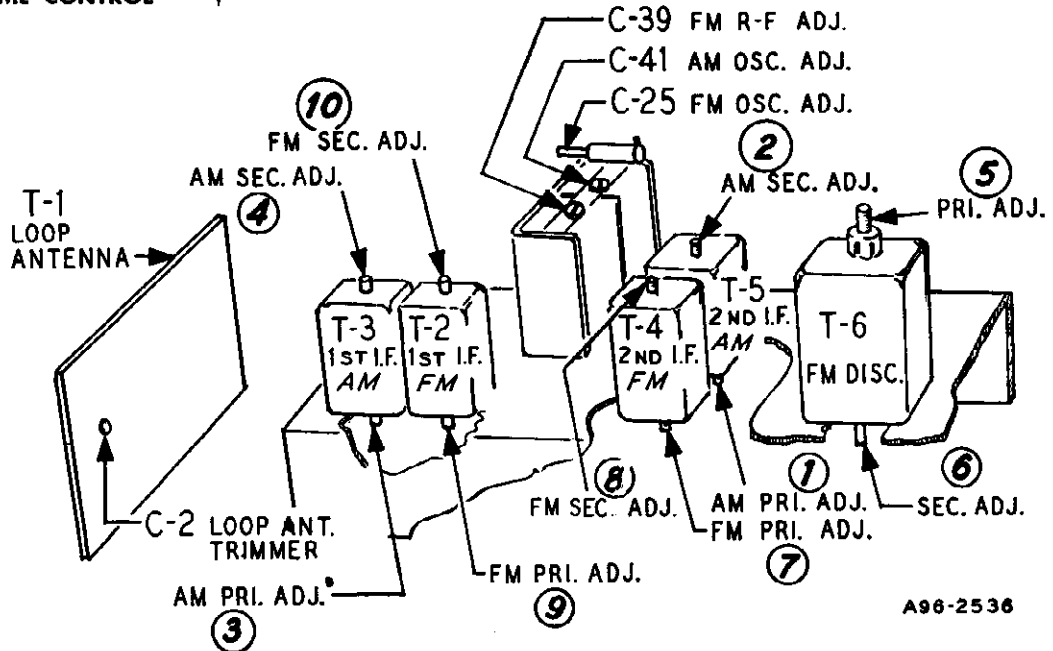 CONTROL
C-39 FM R-F ADJ.
C-41 AM OSC. ADJ.
C-25 FM OSC. ADJ.
10
FM SEC. ADJ.
2
AM SEC. ADJ.
AM SEC. ADJ.
4
5
PRI. ADJ.
T-1
LOOP
ANTENNA
T-3
1ST I.F.
AM
T-2
1ST I.F.
FM
T-4
2ND I.F.
FM
T-5
2ND I.F.
AM
T-6
FM DISC.
C-2 LOOP ANT.
TRIMMER
8
FM SEC. ADJ.
1
AM PRI. ADJ.
FM PRI. ADJ.
7
6
SEC. ADJ.
AM PRI. ADJ.
3
FM PRI. ADJ.
9
A96-2536